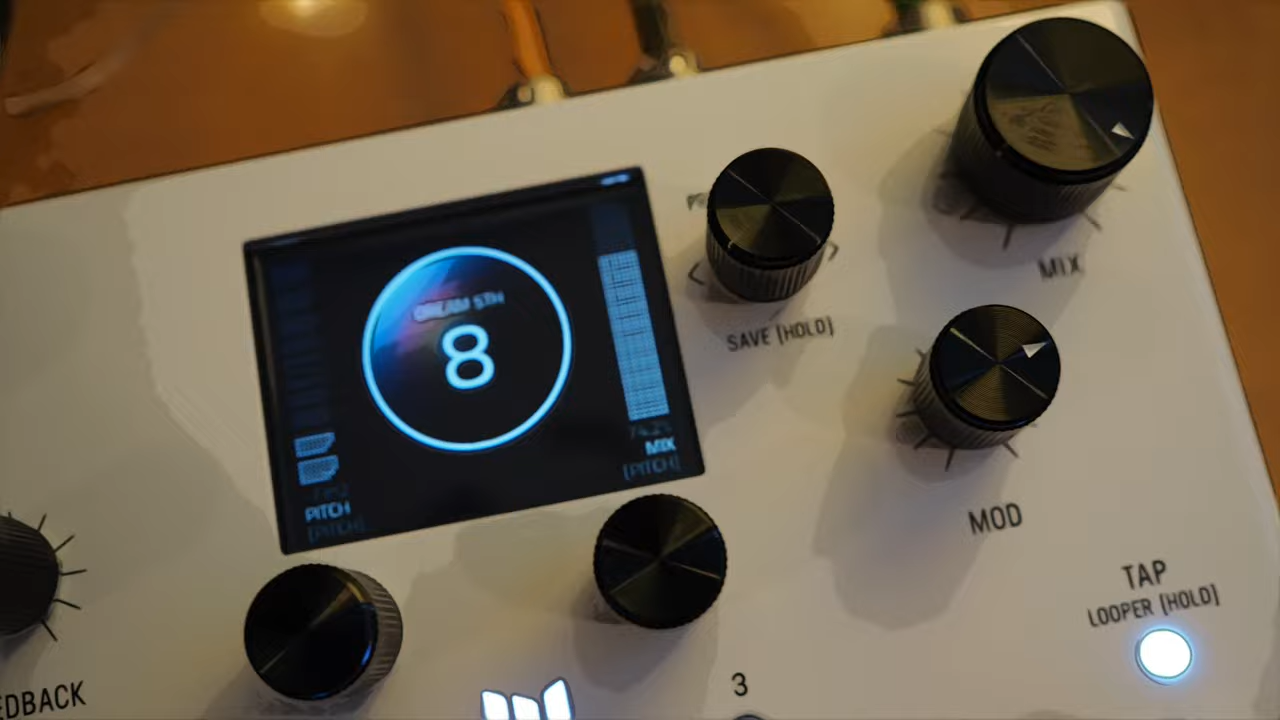 DREAM 5TH
8
MIX
[PITCH]
PITCH
[PITCH]
SAVE [HOLD]
MIX
MOD
TAP
LOOPER [HOLD]
EDBACK
3